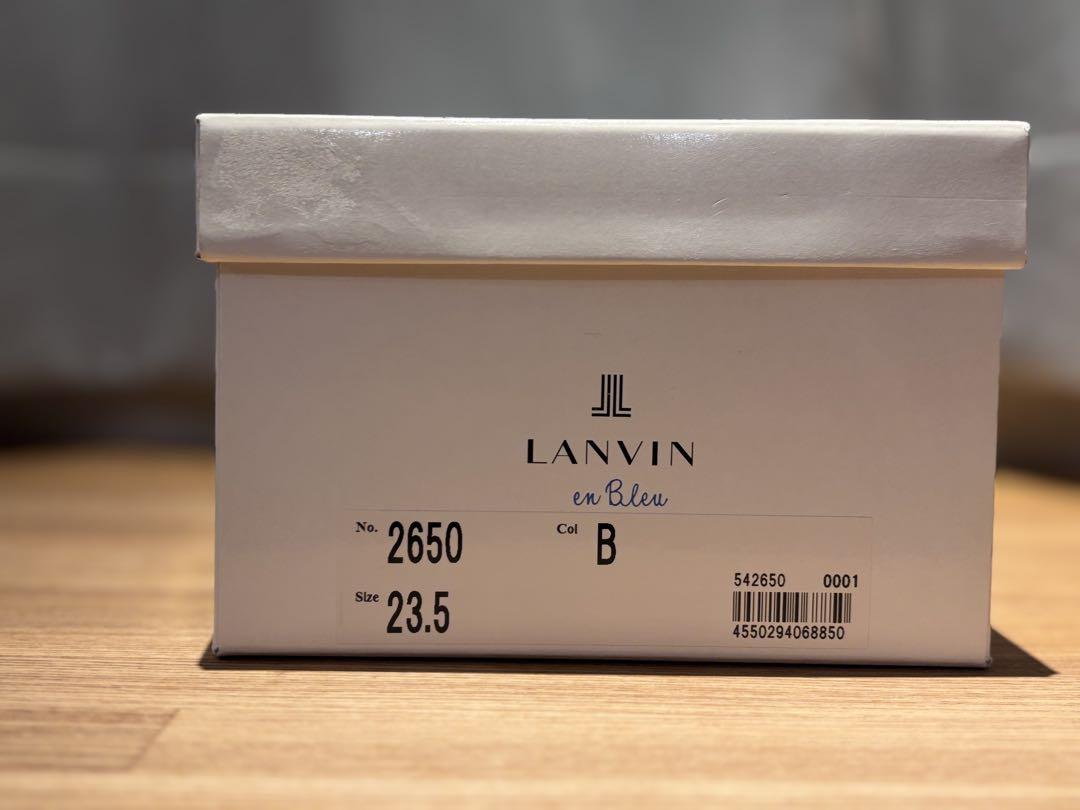 LANVIN
en Bleu
No. 2650 Col B
Size 23.5
542650 0001
4550294068850